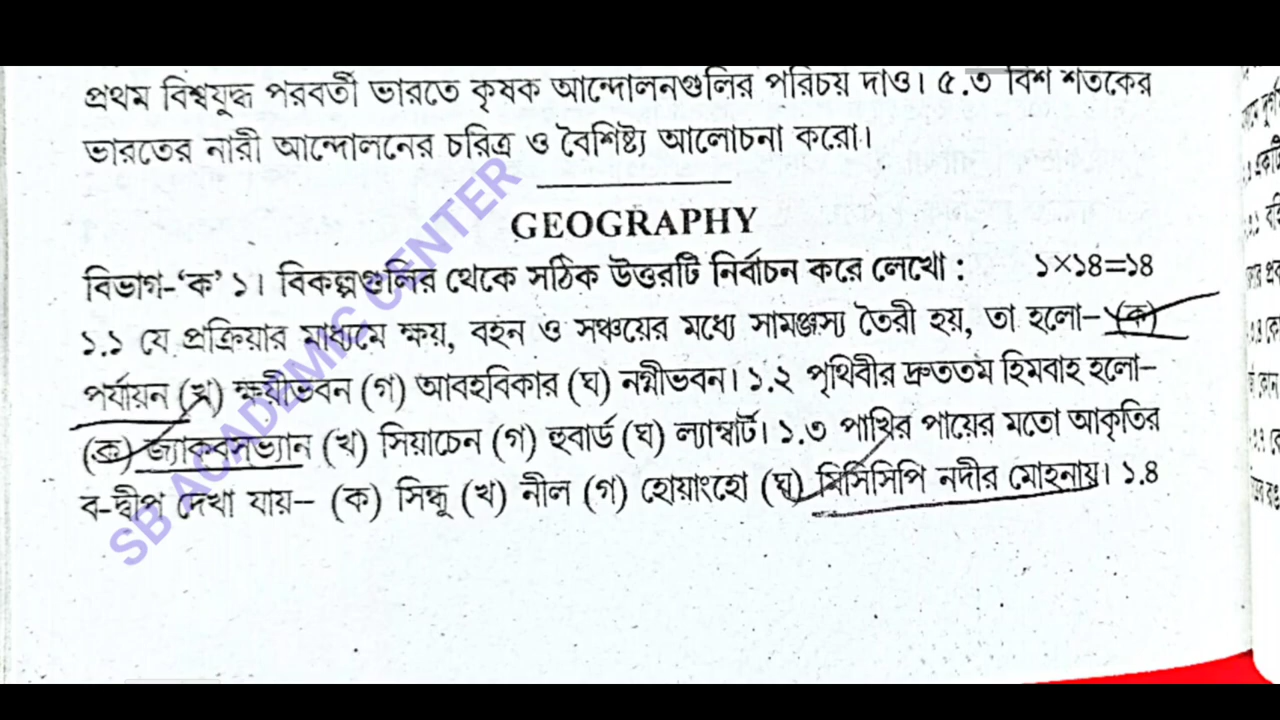 প্রথম বিশ্বযুদ্ধ পরবর্তী ভারতে কৃষক আন্দোলনগুলির পরিচয় দাও। ৫.৩ বিশ শতকের
ভারতের নারী আন্দোলনের চরিত্র ও বৈশিষ্ট্য আলোচনা করো।
GEOGRAPHY
বিভাগ-‘ক’ ১। বিকল্পগুলির থেকে সঠিক উত্তরটি নির্বাচন করে লেখো : ১×১৪=১৪
১.১ যে প্রক্রিয়ার মাধ্যমে ক্ষয়, বহন ও সঞ্চয়ের মধ্যে সামঞ্জস্য তৈরী হয়, তা হলো– (ক)
পর্যায়ন (খ) ক্ষয়ীভবন (গ) আবহবিকার (ঘ) নগ্নীভবন। ১.২ পৃথিবীর দ্রুততম হিমবাহ হলো–
(ক) জ্যাকবসভ্যান (খ) সিয়াচেন (গ) হুবার্ড (ঘ) ল্যাম্বার্ট। ১.৩ পাখির পায়ের মতো আকৃতির
ব-দ্বীপ দেখা যায়– (ক) সিন্ধু (খ) নীল (গ) হোয়াংহো (ঘ) মিসিসিপি নদীর মোহনায়। ১.৪
SB ACADEMIC CENTER